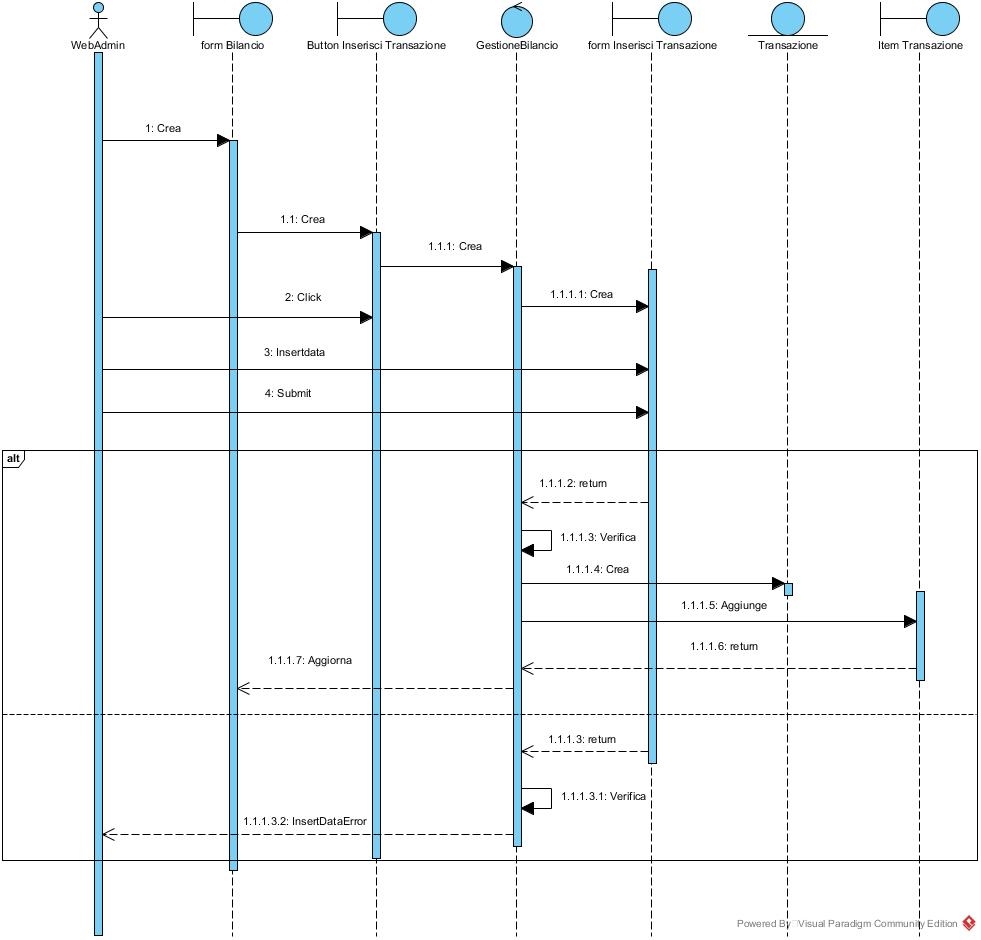 WebAdmin
form Bilancio
Button Inserisci Transazione
GestioneBilancio
form Inserisci Transazione
Transazione
Item Transazione
1: Crea
1.1: Crea
1.1.1: Crea
1.1.1.1: Crea
2: Click
3: Insertdata
4: Submit
alt
1.1.1.2: return
1.1.1.3: Verifica
1.1.1.4: Crea
1.1.1.5: Aggiunge
1.1.1.6: return
1.1.1.7: Aggiorna
1.1.1.3: return
1.1.1.3.1: Verifica
1.1.1.3.2: InsertDataError
Powered By Visual Paradigm Community Edition